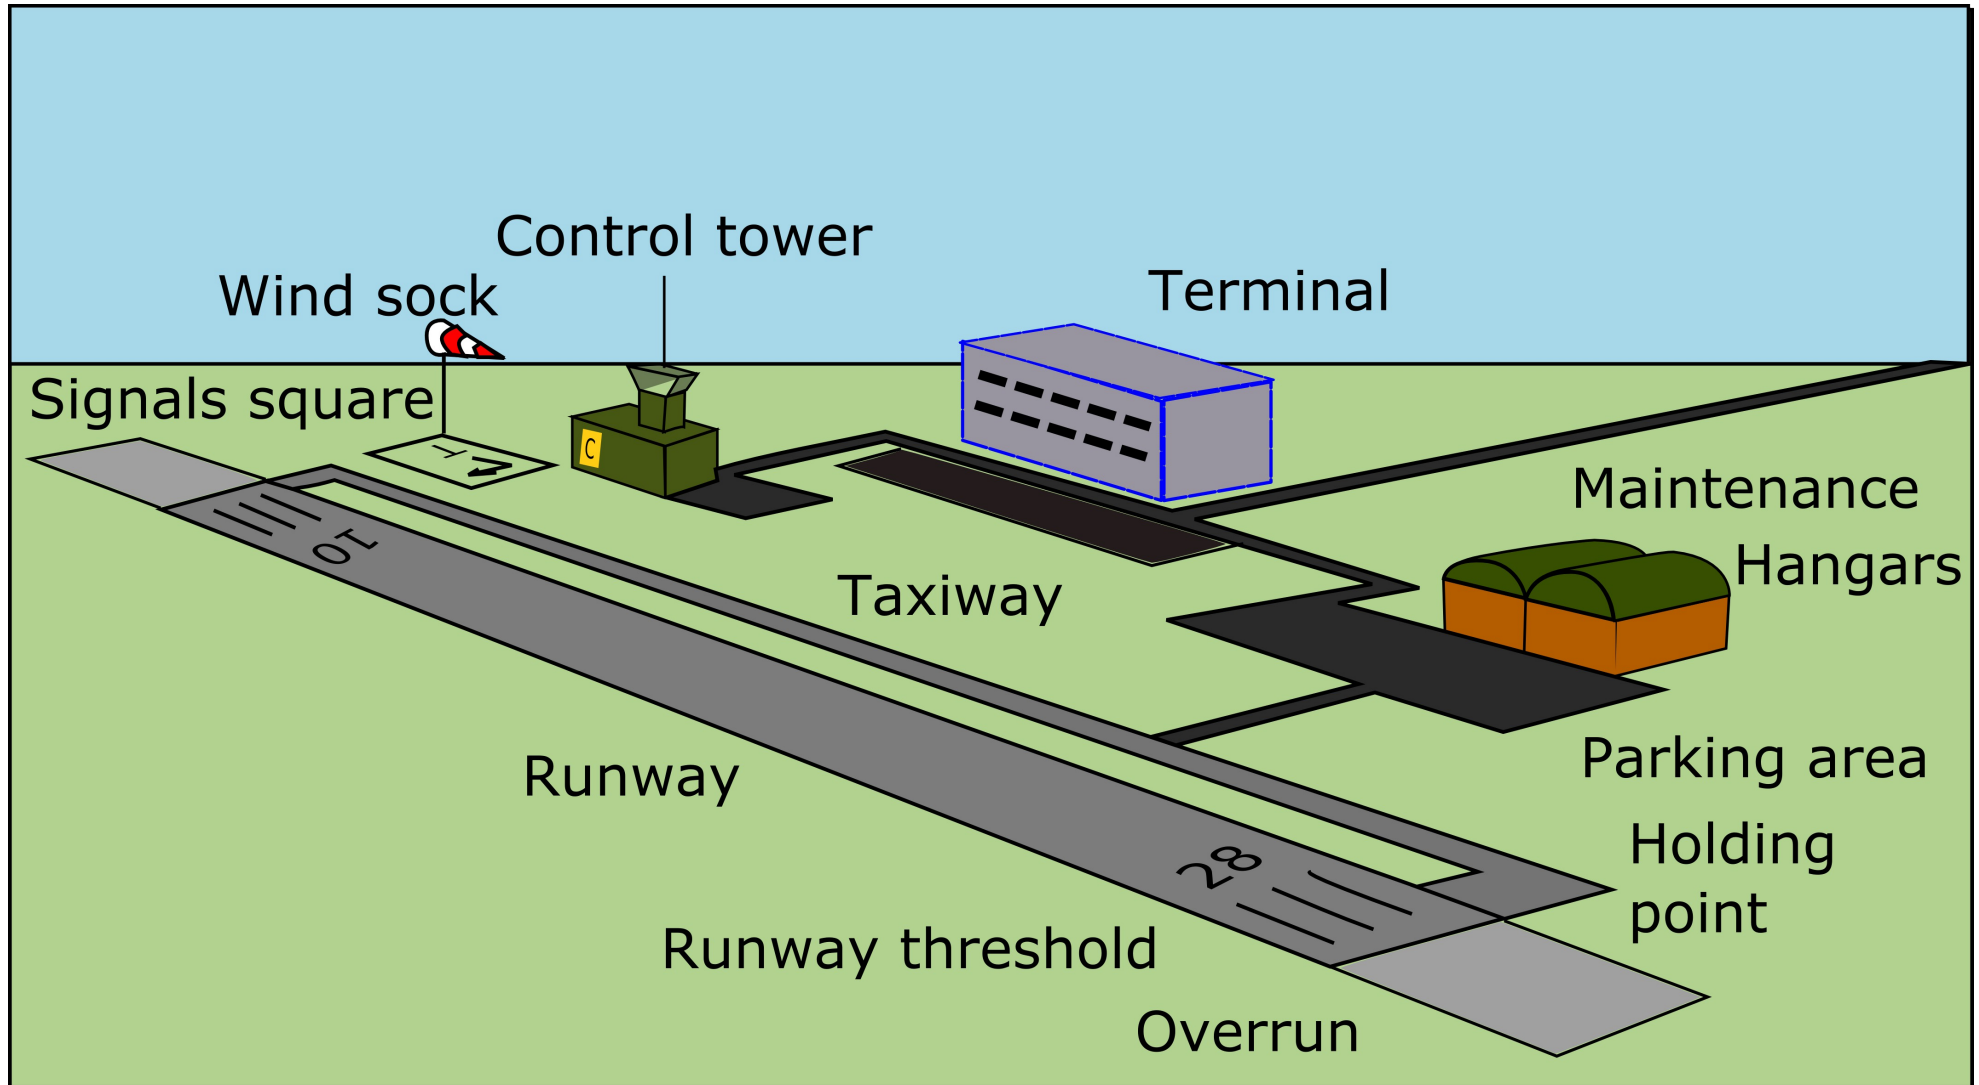 Control tower
Wind sock
Terminal
Signals square
C
Maintenance
Hangars
10
Taxiway
Runway
Parking area
Holding
point
28
Runway threshold
Overrun